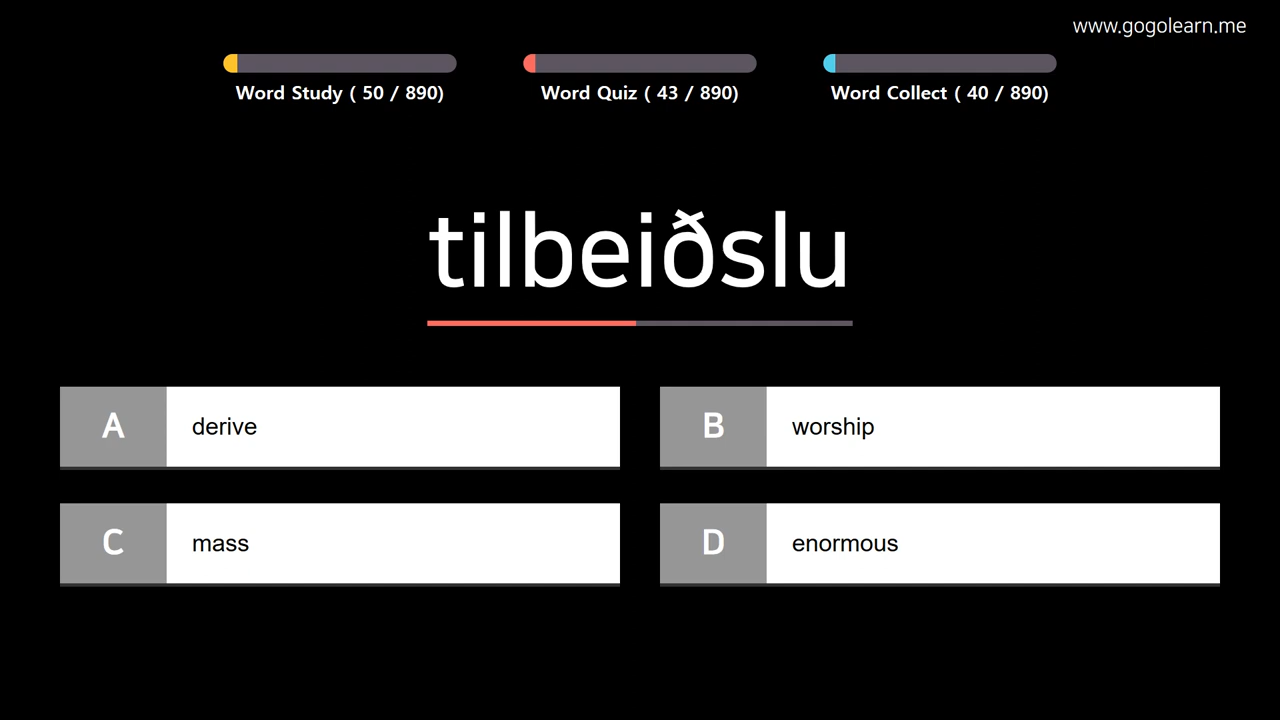 www.gogolearn.me
Word Study ( 50 / 890)
Word Quiz ( 43 / 890)
Word Collect ( 40 / 890)
tilbeiðslu
A derive
B worship
C mass
D enormous